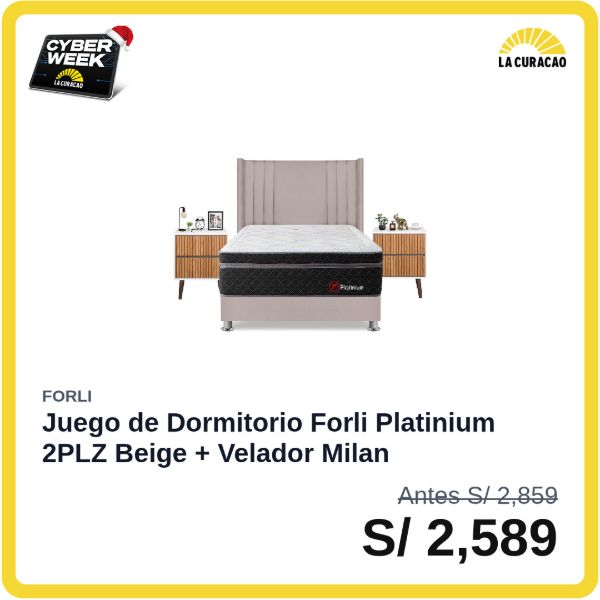 CYBER
WEEK
LA CURACAO
LA CURACAO
Platinium
FORLI
Juego de Dormitorio Forli Platinium
2PLZ Beige + Velador Milan
Antes S/ 2,859
S/ 2,589